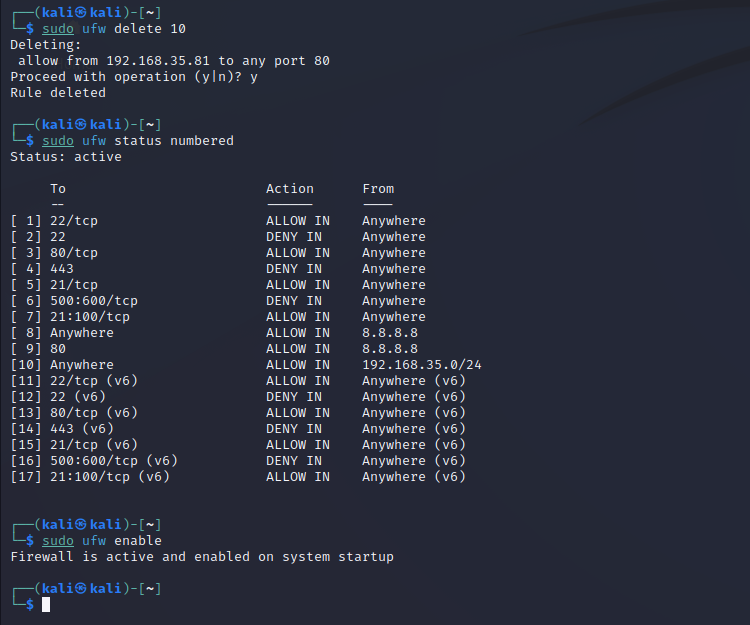 ┌──(kali㉿kali)-[~]
└─$ sudo ufw delete 10
Deleting:
 allow from 192.168.35.81 to any port 80
Proceed with operation (y|n)? y
Rule deleted

┌──(kali㉿kali)-[~]
└─$ sudo ufw status numbered
Status: active

     To                         Action      From
     --                         ------      ----
[ 1] 22/tcp                     ALLOW IN    Anywhere
[ 2] 22                         DENY IN     Anywhere
[ 3] 80/tcp                     ALLOW IN    Anywhere
[ 4] 443                        DENY IN     Anywhere
[ 5] 21/tcp                     ALLOW IN    Anywhere
[ 6] 500:600/tcp                DENY IN     Anywhere
[ 7] 21:100/tcp                 ALLOW IN    Anywhere
[ 8] Anywhere                   ALLOW IN    8.8.8.8
[ 9] 80                         ALLOW IN    8.8.8.8
[10] Anywhere                   ALLOW IN    192.168.35.0/24
[11] 22/tcp (v6)                ALLOW IN    Anywhere (v6)
[12] 22 (v6)                    DENY IN     Anywhere (v6)
[13] 80/tcp (v6)                ALLOW IN    Anywhere (v6)
[14] 443 (v6)                   DENY IN     Anywhere (v6)
[15] 21/tcp (v6)                ALLOW IN    Anywhere (v6)
[16] 500:600/tcp (v6)           DENY IN     Anywhere (v6)
[17] 21:100/tcp (v6)            ALLOW IN    Anywhere (v6)

┌──(kali㉿kali)-[~]
└─$ sudo ufw enable
Firewall is active and enabled on system startup

┌──(kali㉿kali)-[~]
└─$